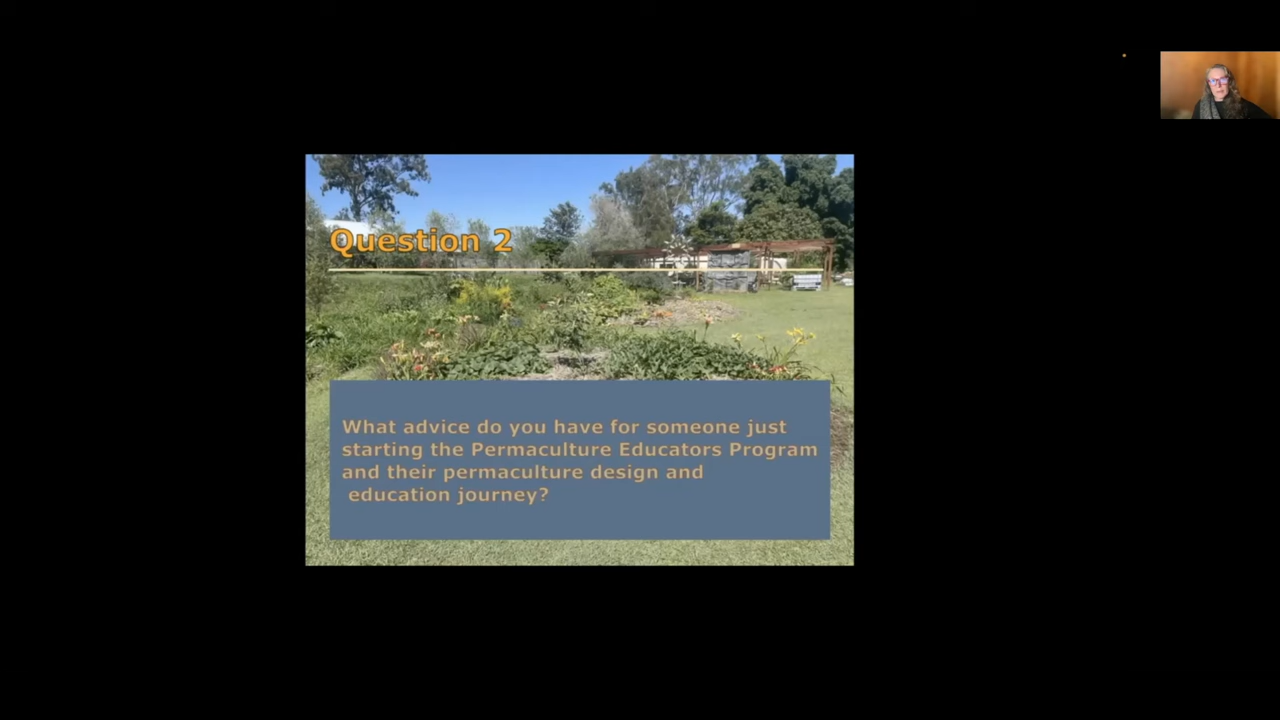 Question 2
What advice do you have for someone just
starting the Permaculture Educators Program
and their permaculture design and
education journey?